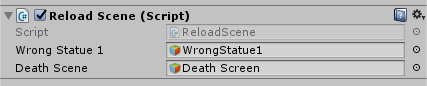 Reload Scene (Script)
Script ReloadScene
Wrong Statue 1 WrongStatue1
Death Scene Death Screen